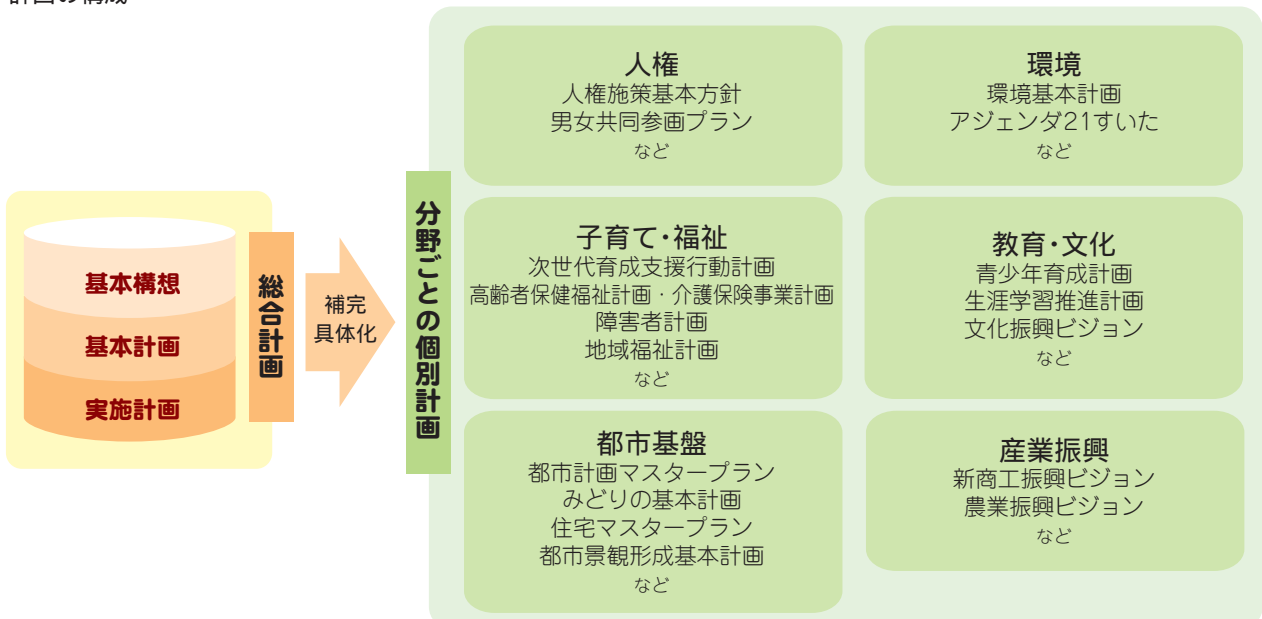 基本構想
基本計画
実施計画
総合計画
補完
具体化
分野ごとの個別計画
人権
人権施策基本方針
男女共同参画プラン
など
環境
環境基本計画
アジェンダ21すいた
など
子育て・福祉
次世代育成支援行動計画
高齢者保健福祉計画・介護保険事業計画
障害者計画
地域福祉計画
など
教育・文化
青少年育成計画
生涯学習推進計画
文化振興ビジョン
など
都市基盤
都市計画マスタープラン
みどりの基本計画
住宅マスタープラン
都市景観形成基本計画
など
産業振興
新商工振興ビジョン
農業振興ビジョン
など